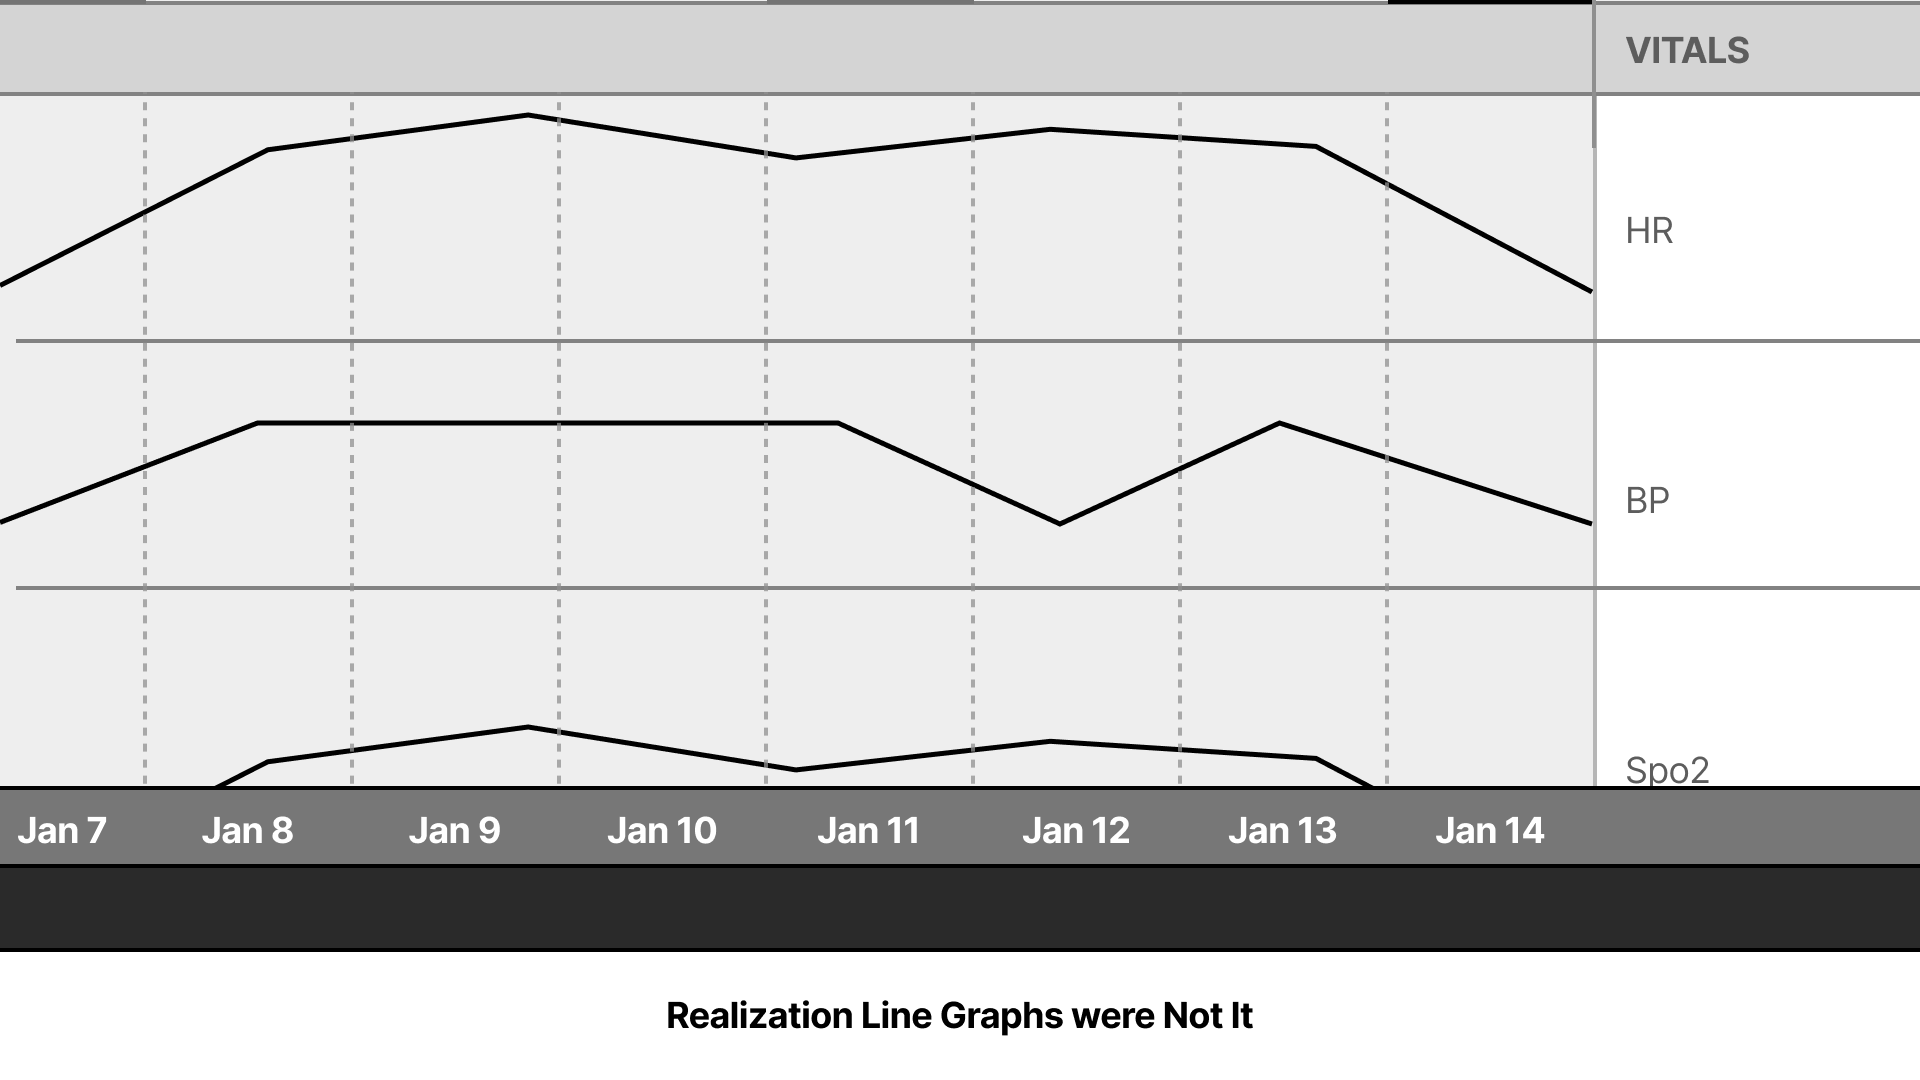 VITALS
HR
BP
Spo2
Jan 7 Jan 8 Jan 9 Jan 10 Jan 11 Jan 12 Jan 13 Jan 14
Realization Line Graphs were Not It